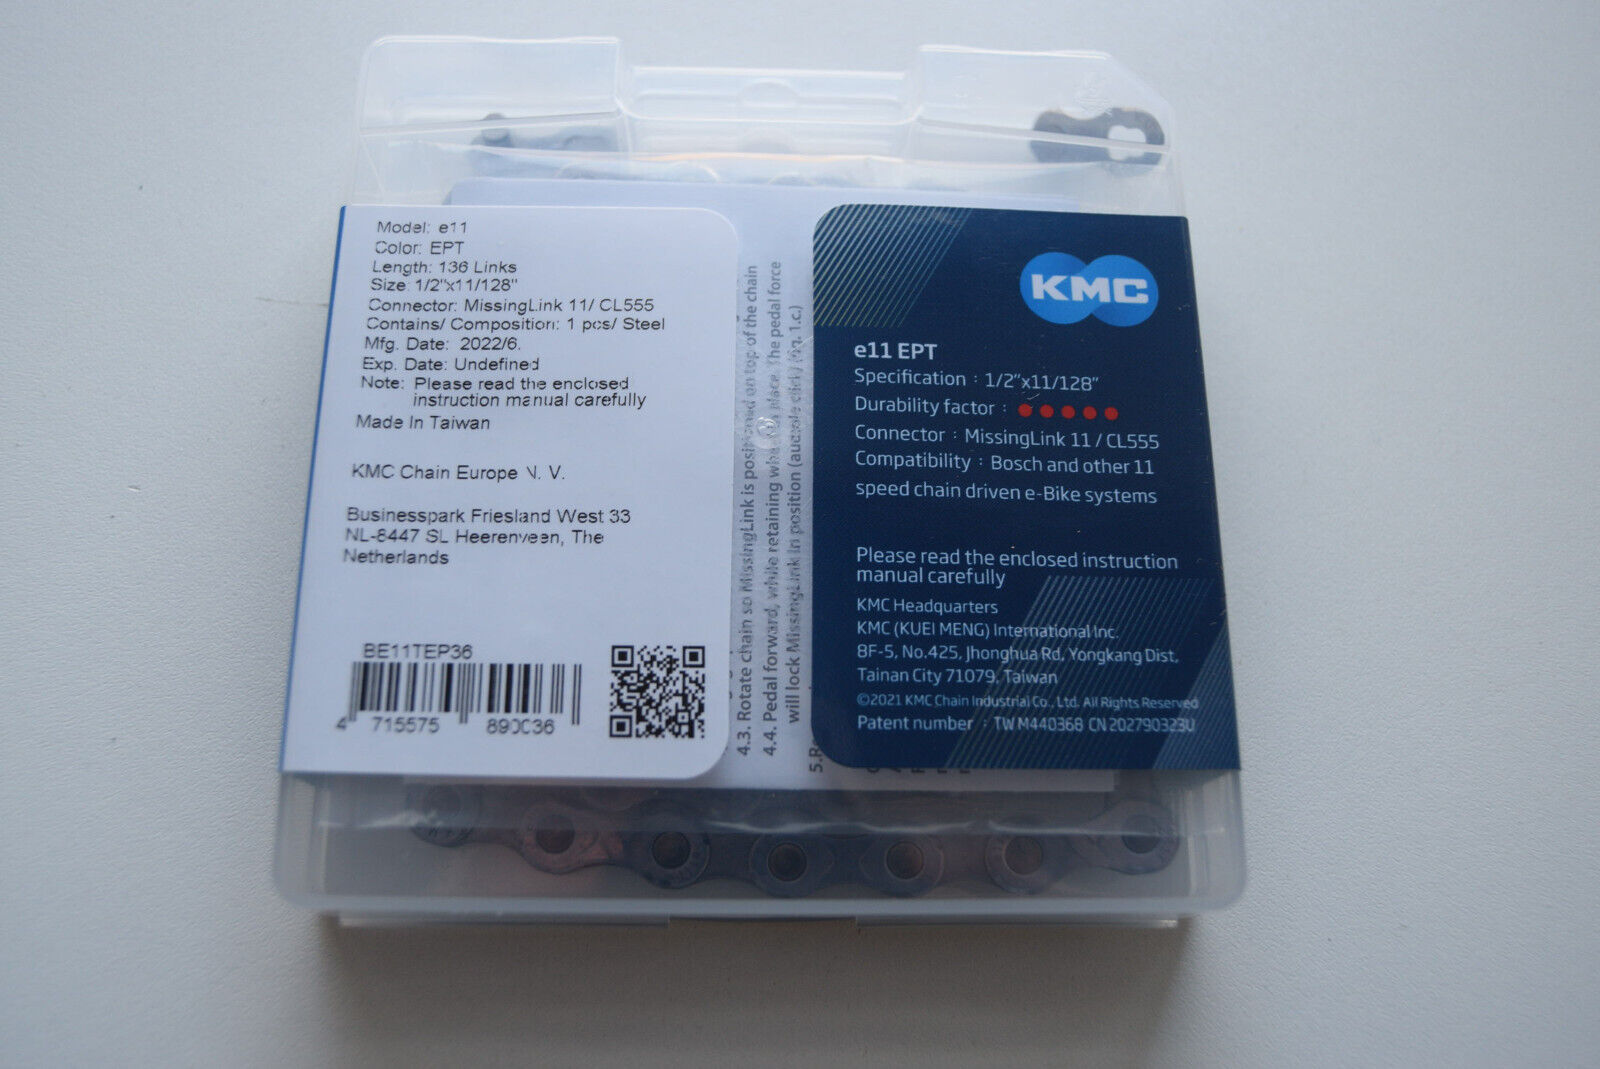 Model: e11
Color: EPT
Length: 136 Links
Size: 1/2"x11/128"
Connector: MissingLink 11/ CL555
Contains/ Composition: 1 pcs/ Steel
Mfg. Date: 2022/6.
Exp. Date: Undefined
Note: Please read the enclosed
instruction manual carefully
Made In Taiwan
KMC Chain Europe N. V.
Businesspark Friesland West 33
NL-8447 SL Heerenveen, The
Netherlands
BE11TEP36
4 715575 890036
4.3. Rotate chain so MissingLink is positioned on top of the chain
4.4. Pedal forward, while retaining wheel in place. The pedal force
will lock MissingLink in position (audible click) (fig. 1.c.)
KMC
e11 EPT
Specification : 1/2"x11/128"
Durability factor :
Connector : MissingLink 11 / CL555
Compatibility : Bosch and other 11
speed chain driven e-Bike systems
Please read the enclosed instruction
manual carefully
KMC Headquarters
KMC (KUEI MENG) International Inc.
8F-5, No.425, Jhonghua Rd, Yongkang Dist,
Tainan City 71079, Taiwan
©2021 KMC Chain Industrial Co., Ltd. All Rights Reserved
Patent number : TW M440368 CN 202790323U